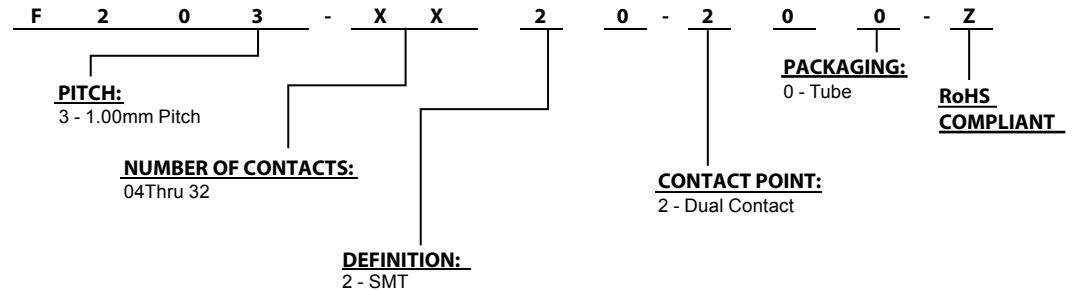 F 2 0 3 - X X 2 0 - 2 0 0 - Z
PITCH:
3 - 1.00mm Pitch
NUMBER OF CONTACTS:
04Thru 32
DEFINITION:
2 - SMT
CONTACT POINT:
2 - Dual Contact
PACKAGING:
0 - Tube
RoHS
COMPLIANT